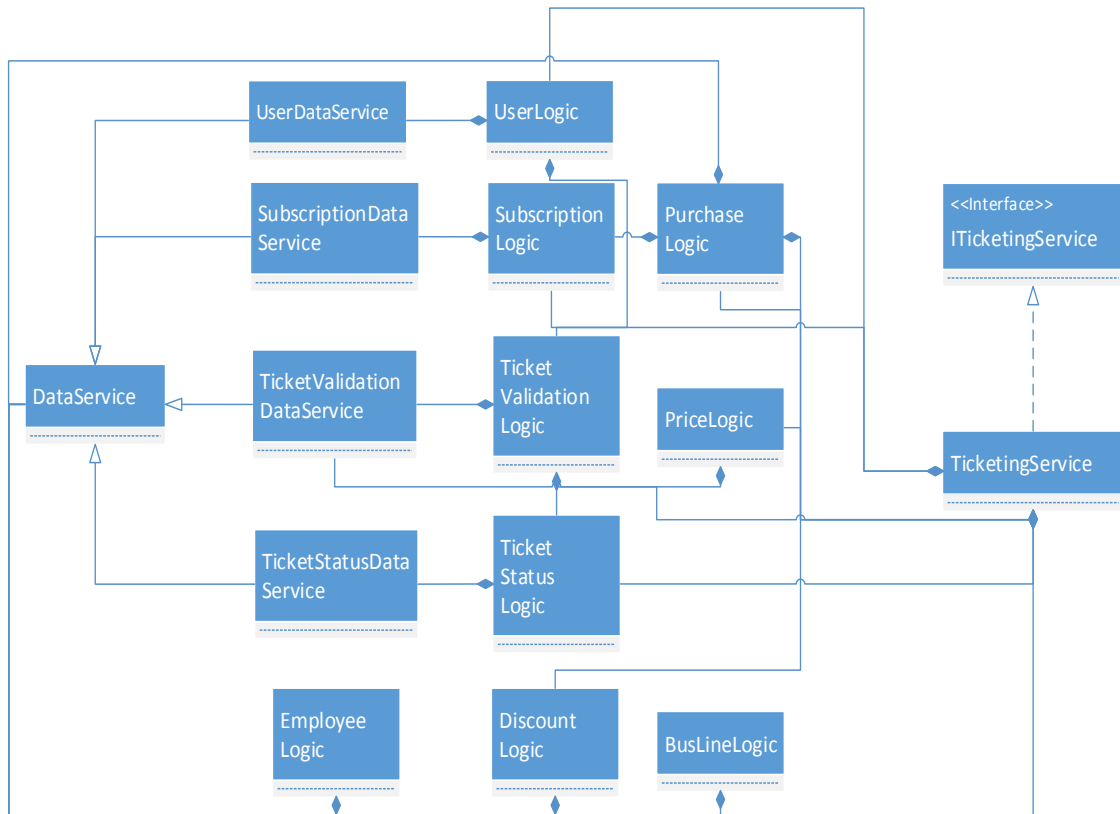 UserDataService
UserLogic
SubscriptionData
Service
Subscription
Logic
Purchase
Logic
<<Interface>>
ITicketingService
DataService
TicketValidation
DataService
Ticket
Validation
Logic
PriceLogic
TicketingService
TicketStatusData
Service
Ticket
Status
Logic
Employee
Logic
Discount
Logic
BusLineLogic